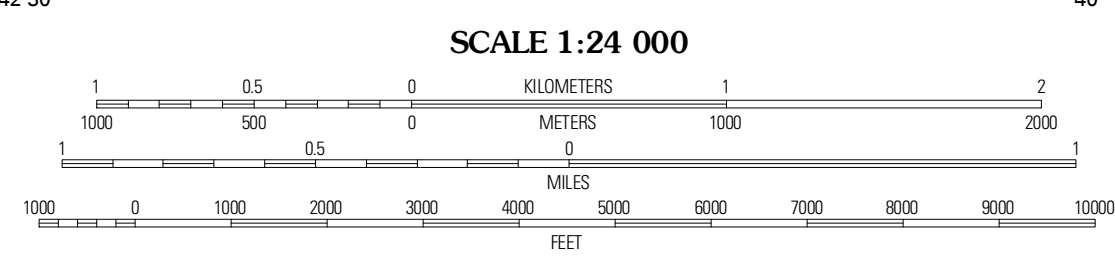 42'30" 40'
SCALE 1:24 000
1 0.5 0 KILOMETERS 1 2
1000 500 0 METERS 1000 2000
1 0.5 0 1
MILES
1000 0 1000 2000 3000 4000 5000 6000 7000 8000 9000 10000
FEET